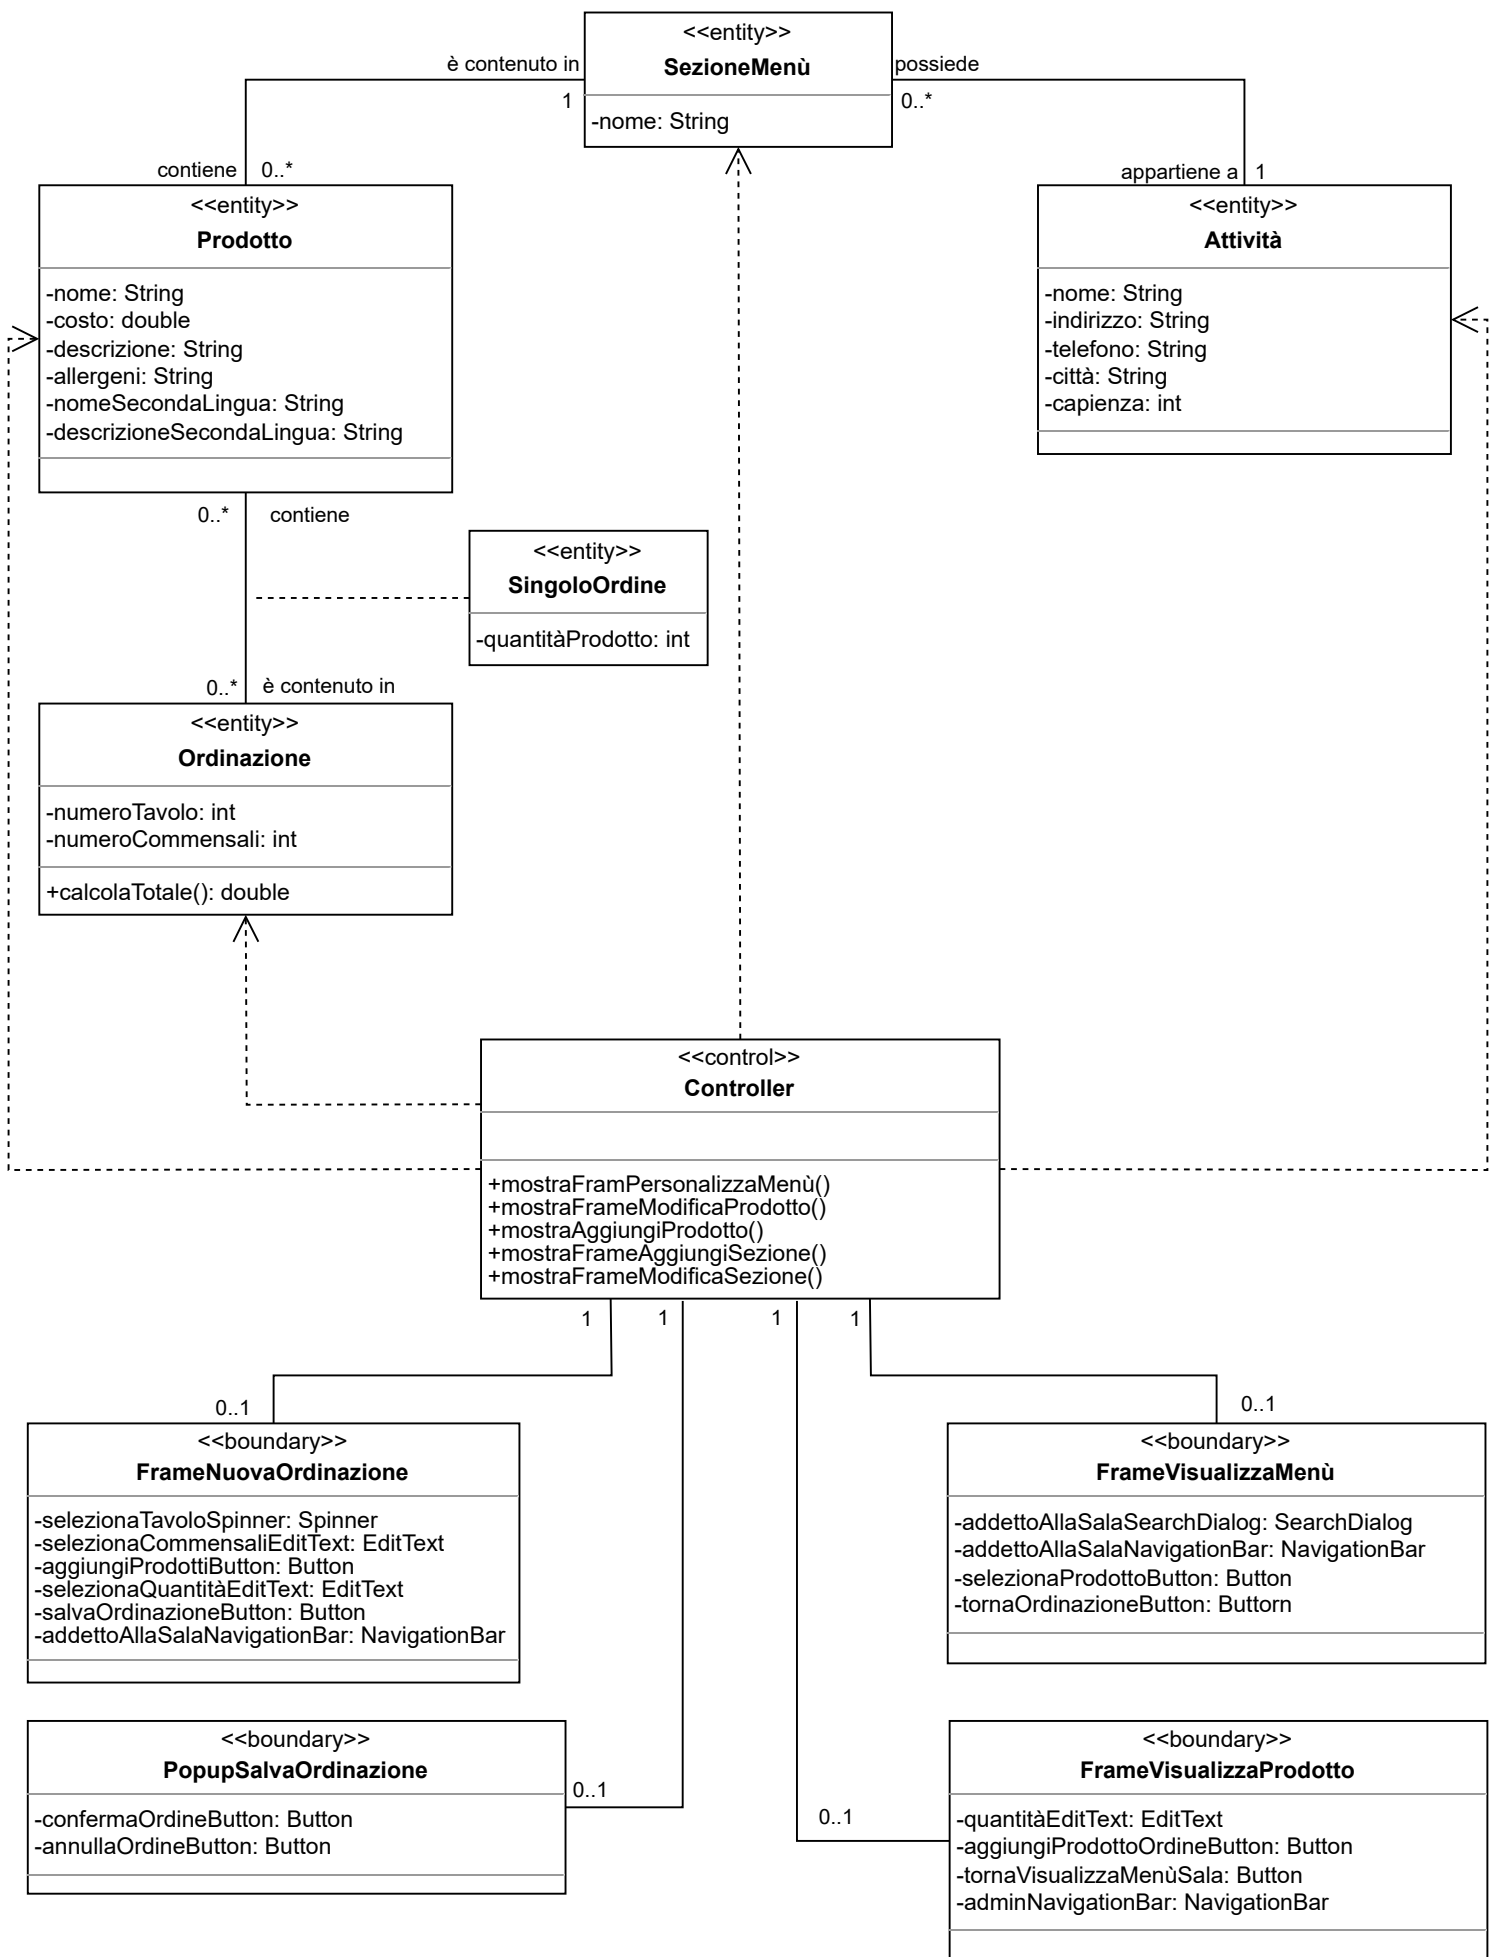 <<entity>>
SezioneMenù
-nome: String
è contenuto in
1
possiede
0..*
contiene
0..*
appartiene a
1
<<entity>>
Prodotto
-nome: String
-costo: double
-descrizione: String
-allergeni: String
-nomeSecondaLingua: String
-descrizioneSecondaLingua: String
<<entity>>
Attività
-nome: String
-indirizzo: String
-telefono: String
-città: String
-capienza: int
0..*
contiene
<<entity>>
SingoloOrdine
-quantitàProdotto: int
0..*
è contenuto in
<<entity>>
Ordinazione
-numeroTavolo: int
-numeroCommensali: int
+calcolaTotale(): double
<<control>>
Controller
+mostraFramPersonalizzaMenù()
+mostraFrameModificaProdotto()
+mostraAggiungiProdotto()
+mostraFrameAggiungiSezione()
+mostraFrameModificaSezione()
1
1
1
1
0..1
0..1
<<boundary>>
FrameNuovaOrdinazione
-selezionaTavoloSpinner: Spinner
-selezionaCommensaliEditText: EditText
-aggiungiProdottiButton: Button
-selezionaQuantitàEditText: EditText
-salvaOrdinazioneButton: Button
-addettoAllaSalaNavigationBar: NavigationBar
<<boundary>>
FrameVisualizzaMenù
-addettoAllaSalaSearchDialog: SearchDialog
-addettoAllaSalaNavigationBar: NavigationBar
-selezionaProdottoButton: Button
-tornaOrdinazioneButton: Buttorn
<<boundary>>
PopupSalvaOrdinazione
-confermaOrdineButton: Button
-annullaOrdineButton: Button
0..1
0..1
<<boundary>>
FrameVisualizzaProdotto
-quantitàEditText: EditText
-aggiungiProdottoOrdineButton: Button
-tornaVisualizzaMenùSala: Button
-adminNavigationBar: NavigationBar